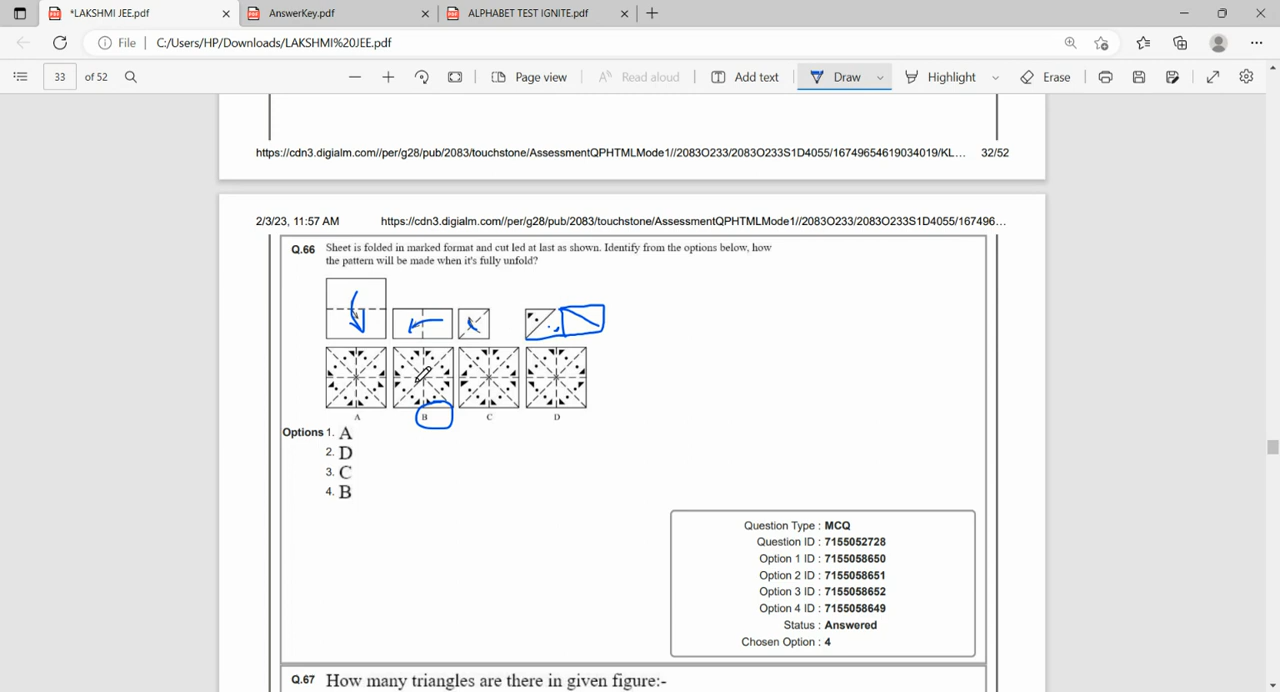 *LAKSHMI JEE.pdf
AnswerKey.pdf
ALPHABET TEST IGNITE.pdf
File
C:/Users/HP/Downloads/LAKSHMI%20JEE.pdf
33 of 52
Page view
Read aloud
Add text
Draw
Highlight
Erase
https://cdn3.digialm.com//per/g28/pub/2083/touchstone/AssessmentQPHTMLMode1//2083O233/2083O233S1D4055/16749654619034019/KL… 32/52
2/3/23, 11:57 AM
https://cdn3.digialm.com//per/g28/pub/2083/touchstone/AssessmentQPHTMLMode1//2083O233/2083O233S1D4055/167496…
Q.66 Sheet is folded in marked format and cut led at last as shown. Identify from the options below, how
the pattern will be made when it's fully unfold?
A B C D
Options 1. A
2. D
3. C
4. B
Question Type : MCQ
Question ID : 7155052728
Option 1 ID : 7155058650
Option 2 ID : 7155058651
Option 3 ID : 7155058652
Option 4 ID : 7155058649
Status : Answered
Chosen Option : 4
Q.67 How many triangles are there in given figure:-